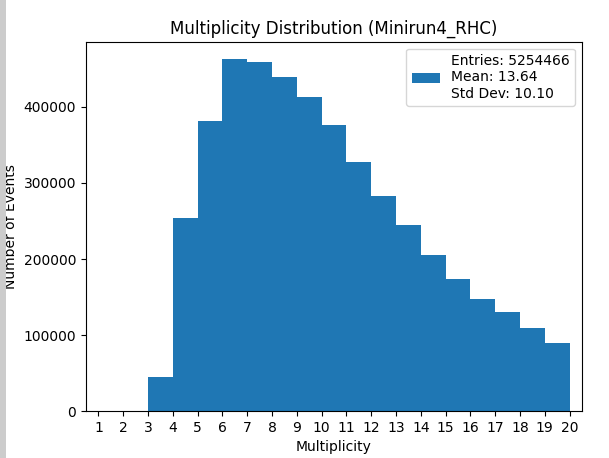 Multiplicity Distribution (Minirun4_RHC)
Entries: 5254466
Mean: 13.64
Std Dev: 10.10
Number of Events
400000
300000
200000
100000
0
1 2 3 4 5 6 7 8 9 10 11 12 13 14 15 16 17 18 19 20
Multiplicity